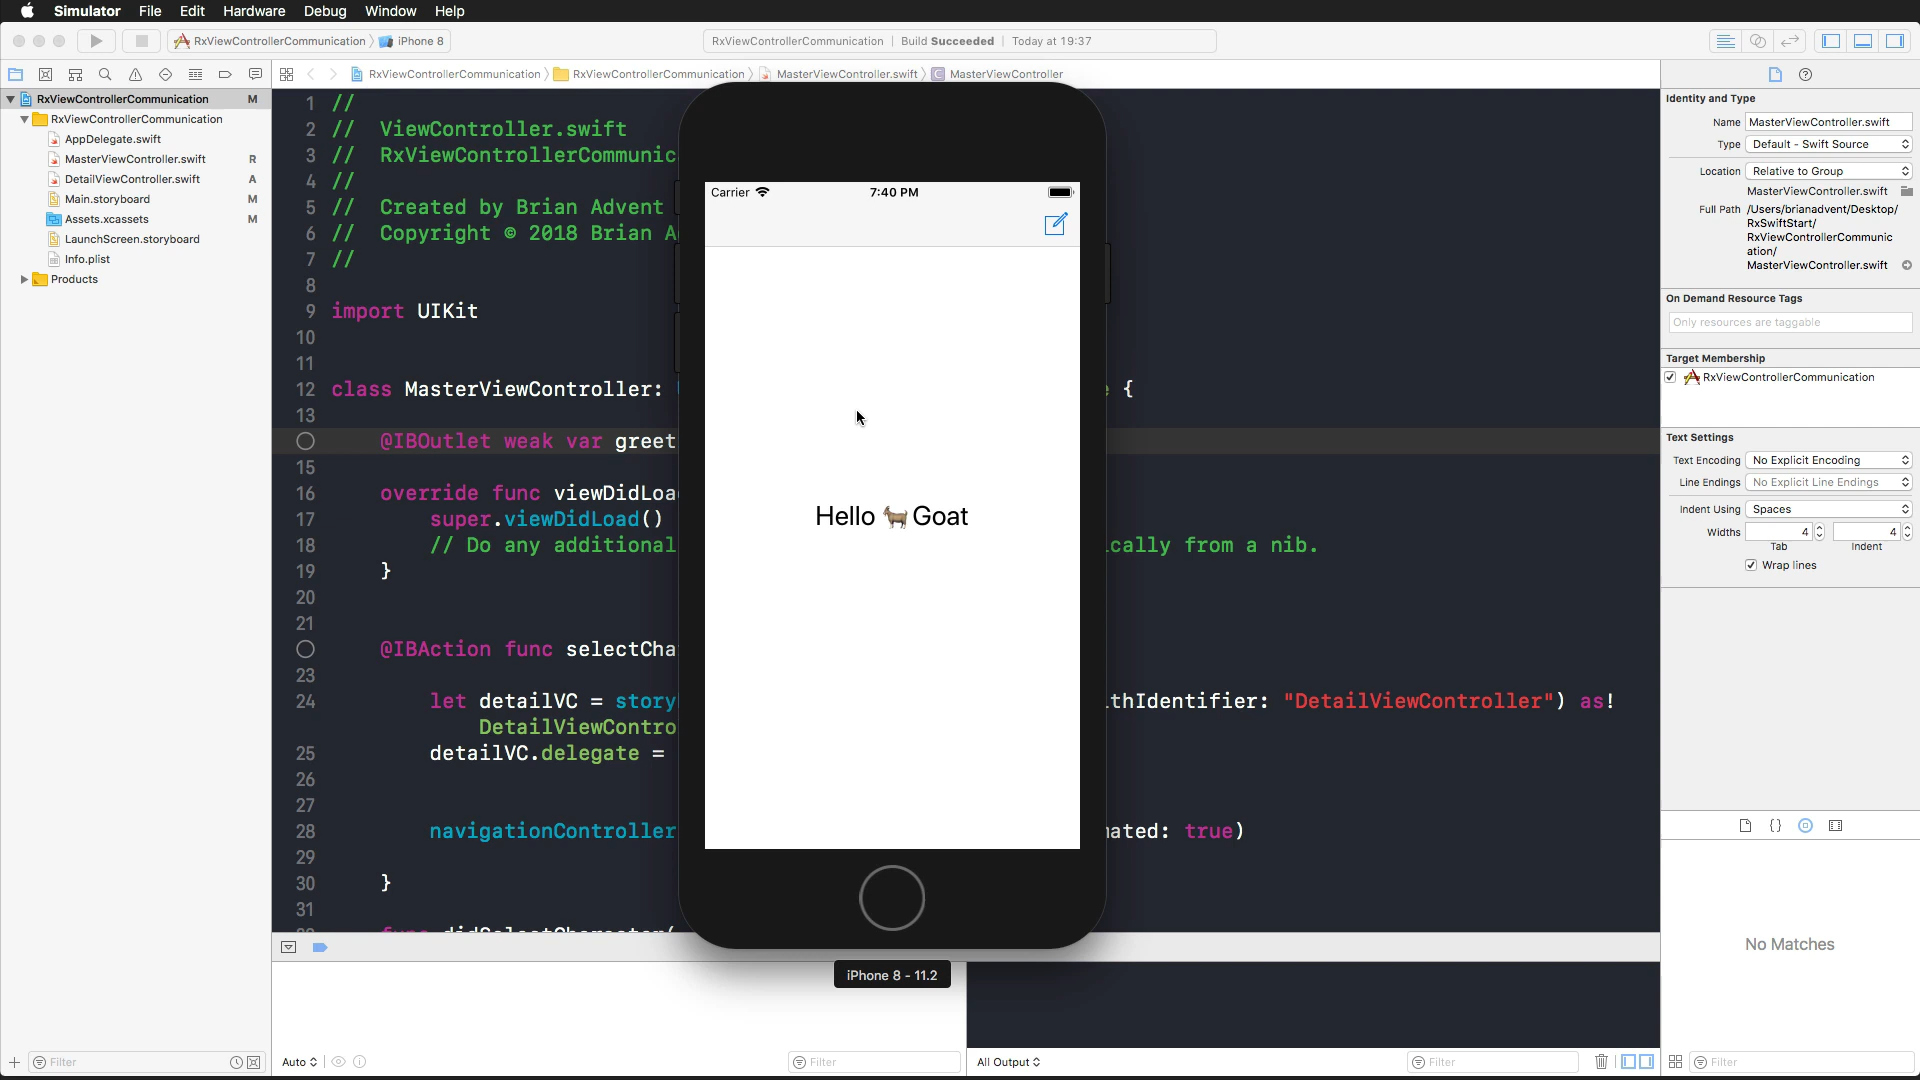 Simulator File Edit Hardware Debug Window Help
RxViewControllerCommunication iPhone 8
RxViewControllerCommunication | Build Succeeded | Today at 19:37
RxViewControllerCommunication RxViewControllerCommunication MasterViewController.swift C MasterViewController
RxViewControllerCommunication M
RxViewControllerCommunication
AppDelegate.swift
MasterViewController.swift R
DetailViewController.swift A
Main.storyboard M
Assets.xcassets M
LaunchScreen.storyboard
Info.plist
Products
1 //
2 // ViewController.swift
3 // RxViewControllerCommunic
4 //
5 // Created by Brian Advent
6 // Copyright © 2018 Brian A
7 //
8
9 import UIKit
10
11
12 class MasterViewController: {
13
@IBOutlet weak var greet
15
16 override func viewDidLoa
17 super.viewDidLoad()
18 // Do any additional cally from a nib.
19 }
20
21
@IBAction func selectCha
23
24 let detailVC = story thIdentifier: "DetailViewController") as!
DetailViewContro
25 detailVC.delegate =
26
27
28 navigationController mated: true)
29
30 }
31
Carrier 7:40 PM
Hello 🐐Goat
iPhone 8 - 11.2
Identity and Type
Name MasterViewController.swift
Type Default - Swift Source
Location Relative to Group
MasterViewController.swift
Full Path /Users/brianadvent/Desktop/
RxSwiftStart/
RxViewControllerCommunic
ation/
MasterViewController.swift
On Demand Resource Tags
Only resources are taggable
Target Membership
RxViewControllerCommunication
Text Settings
Text Encoding No Explicit Encoding
Line Endings No Explicit Line Endings
Indent Using Spaces
Widths 4 4
Tab Indent
Wrap lines
{}
No Matches
Filter
Auto
Filter
All Output
Filter
Filter